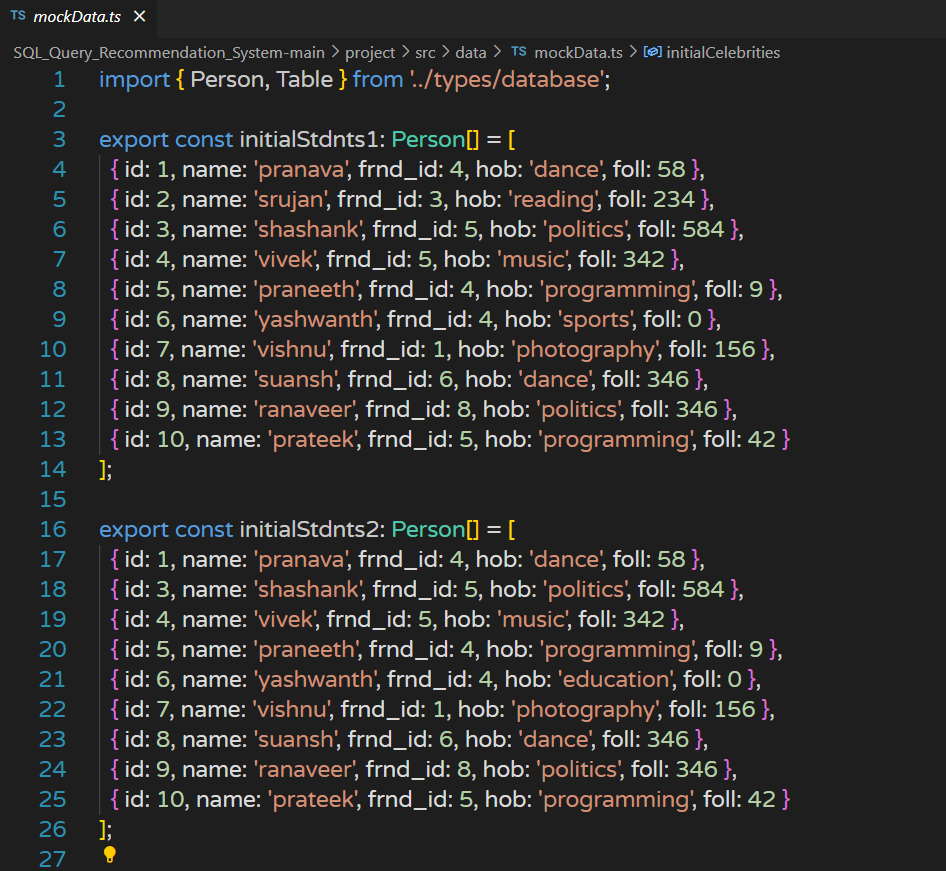 TS mockData.ts ×
SQL_Query_Recommendation_System-main > project > src > data > TS mockData.ts > initialCelebrities
1 import { Person, Table } from '../types/database';
2
3 export const initialStdnts1: Person[] = [
4 { id: 1, name: 'pranava', frnd_id: 4, hob: 'dance', foll: 58 },
5 { id: 2, name: 'srujan', frnd_id: 3, hob: 'reading', foll: 234 },
6 { id: 3, name: 'shashank', frnd_id: 5, hob: 'politics', foll: 584 },
7 { id: 4, name: 'vivek', frnd_id: 5, hob: 'music', foll: 342 },
8 { id: 5, name: 'praneeth', frnd_id: 4, hob: 'programming', foll: 9 },
9 { id: 6, name: 'yashwanth', frnd_id: 4, hob: 'sports', foll: 0 },
10 { id: 7, name: 'vishnu', frnd_id: 1, hob: 'photography', foll: 156 },
11 { id: 8, name: 'suansh', frnd_id: 6, hob: 'dance', foll: 346 },
12 { id: 9, name: 'ranaveer', frnd_id: 8, hob: 'politics', foll: 346 },
13 { id: 10, name: 'prateek', frnd_id: 5, hob: 'programming', foll: 42 }
14 ];
15
16 export const initialStdnts2: Person[] = [
17 { id: 1, name: 'pranava', frnd_id: 4, hob: 'dance', foll: 58 },
18 { id: 3, name: 'shashank', frnd_id: 5, hob: 'politics', foll: 584 },
19 { id: 4, name: 'vivek', frnd_id: 5, hob: 'music', foll: 342 },
20 { id: 5, name: 'praneeth', frnd_id: 4, hob: 'programming', foll: 9 },
21 { id: 6, name: 'yashwanth', frnd_id: 4, hob: 'education', foll: 0 },
22 { id: 7, name: 'vishnu', frnd_id: 1, hob: 'photography', foll: 156 },
23 { id: 8, name: 'suansh', frnd_id: 6, hob: 'dance', foll: 346 },
24 { id: 9, name: 'ranaveer', frnd_id: 8, hob: 'politics', foll: 346 },
25 { id: 10, name: 'prateek', frnd_id: 5, hob: 'programming', foll: 42 }
26 ];
27